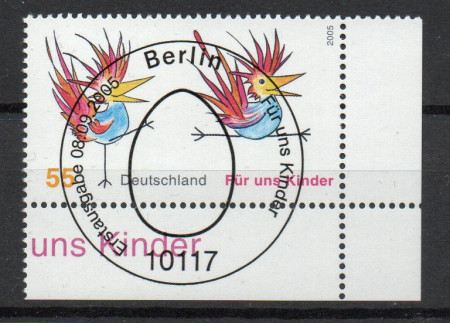 2005
Berlin
Erstausgabe 08.09.2005
Für uns Kinder
55
Deutschland
Für uns Kinder
uns Kinder
10117